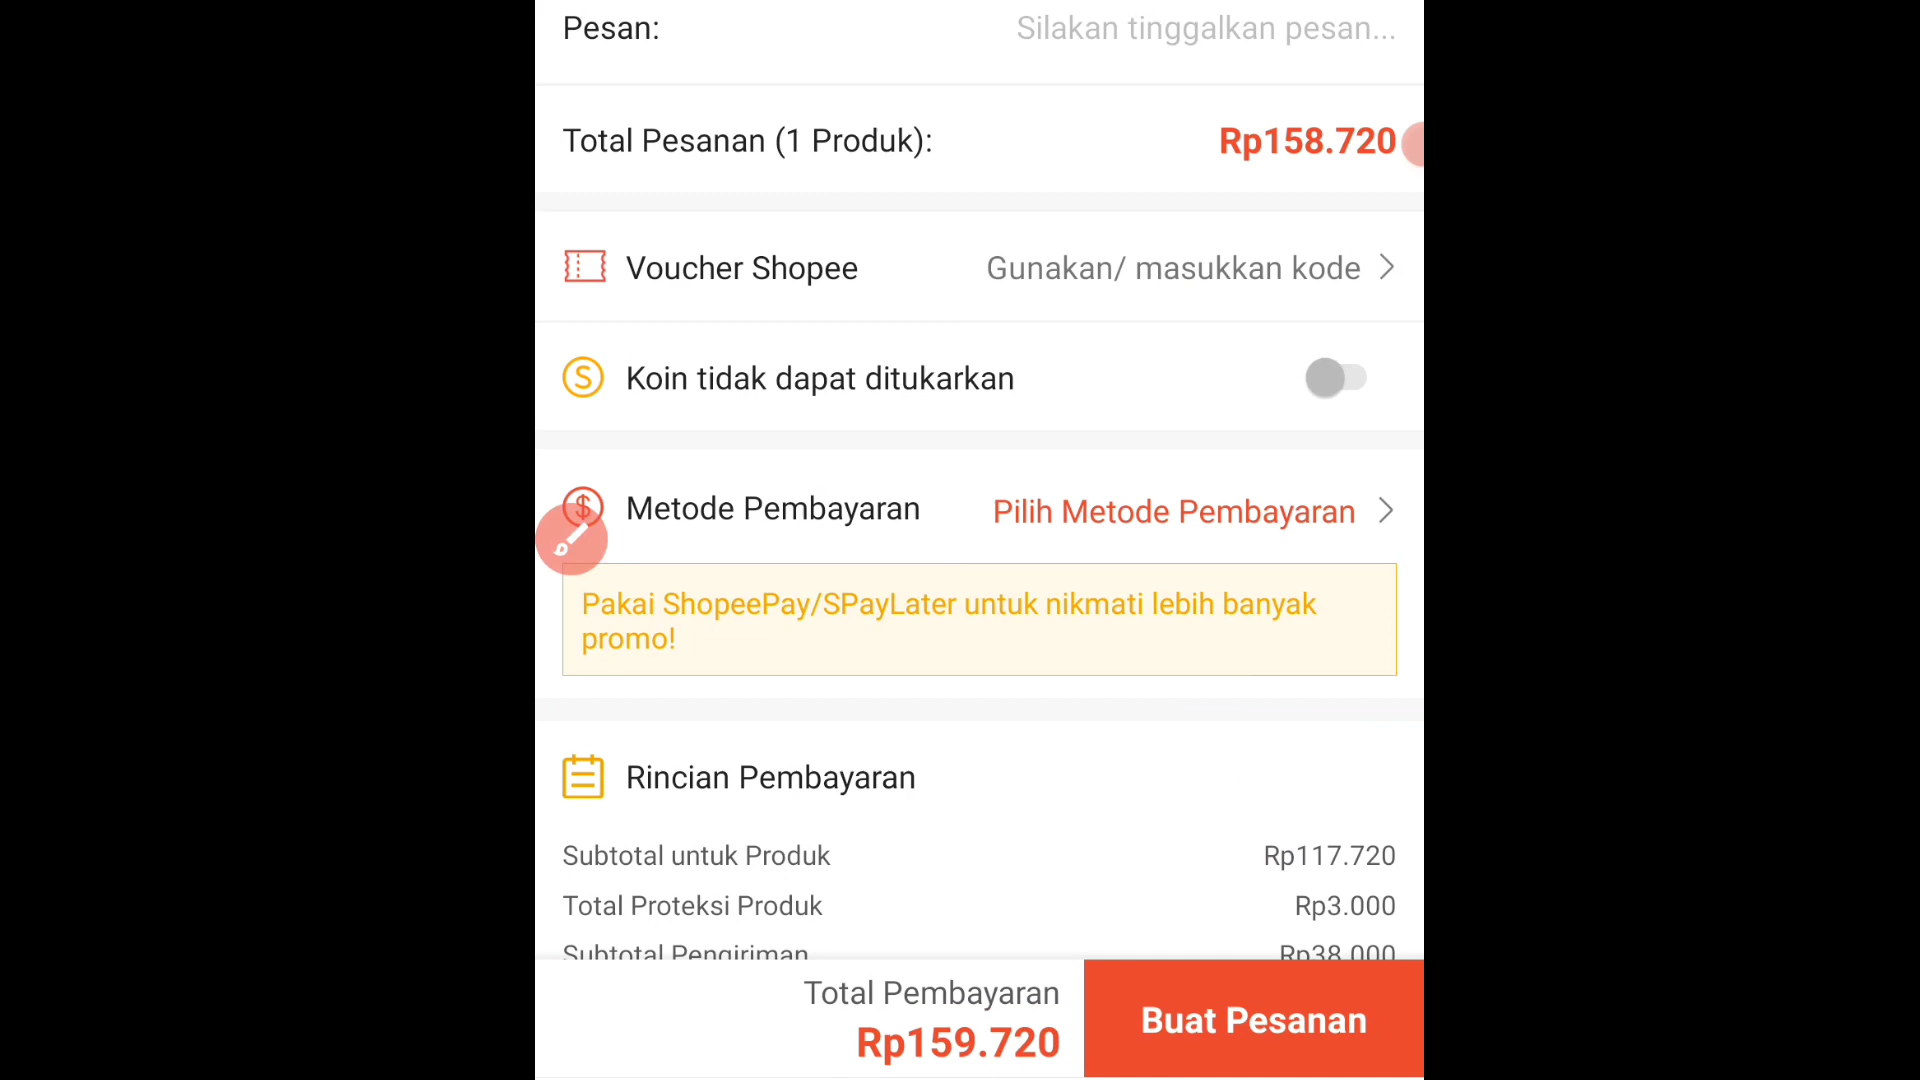 Pesan: Silakan tinggalkan pesan...
Total Pesanan (1 Produk): Rp158.720
Voucher Shopee Gunakan/ masukkan kode
Koin tidak dapat ditukarkan
Metode Pembayaran Pilih Metode Pembayaran
Pakai ShopeePay/SPayLater untuk nikmati lebih banyak
promo!
Rincian Pembayaran
Subtotal untuk Produk Rp117.720
Total Proteksi Produk Rp3.000
Subtotal Pengiriman Rp38.000
Total Pembayaran
Rp159.720
Buat Pesanan